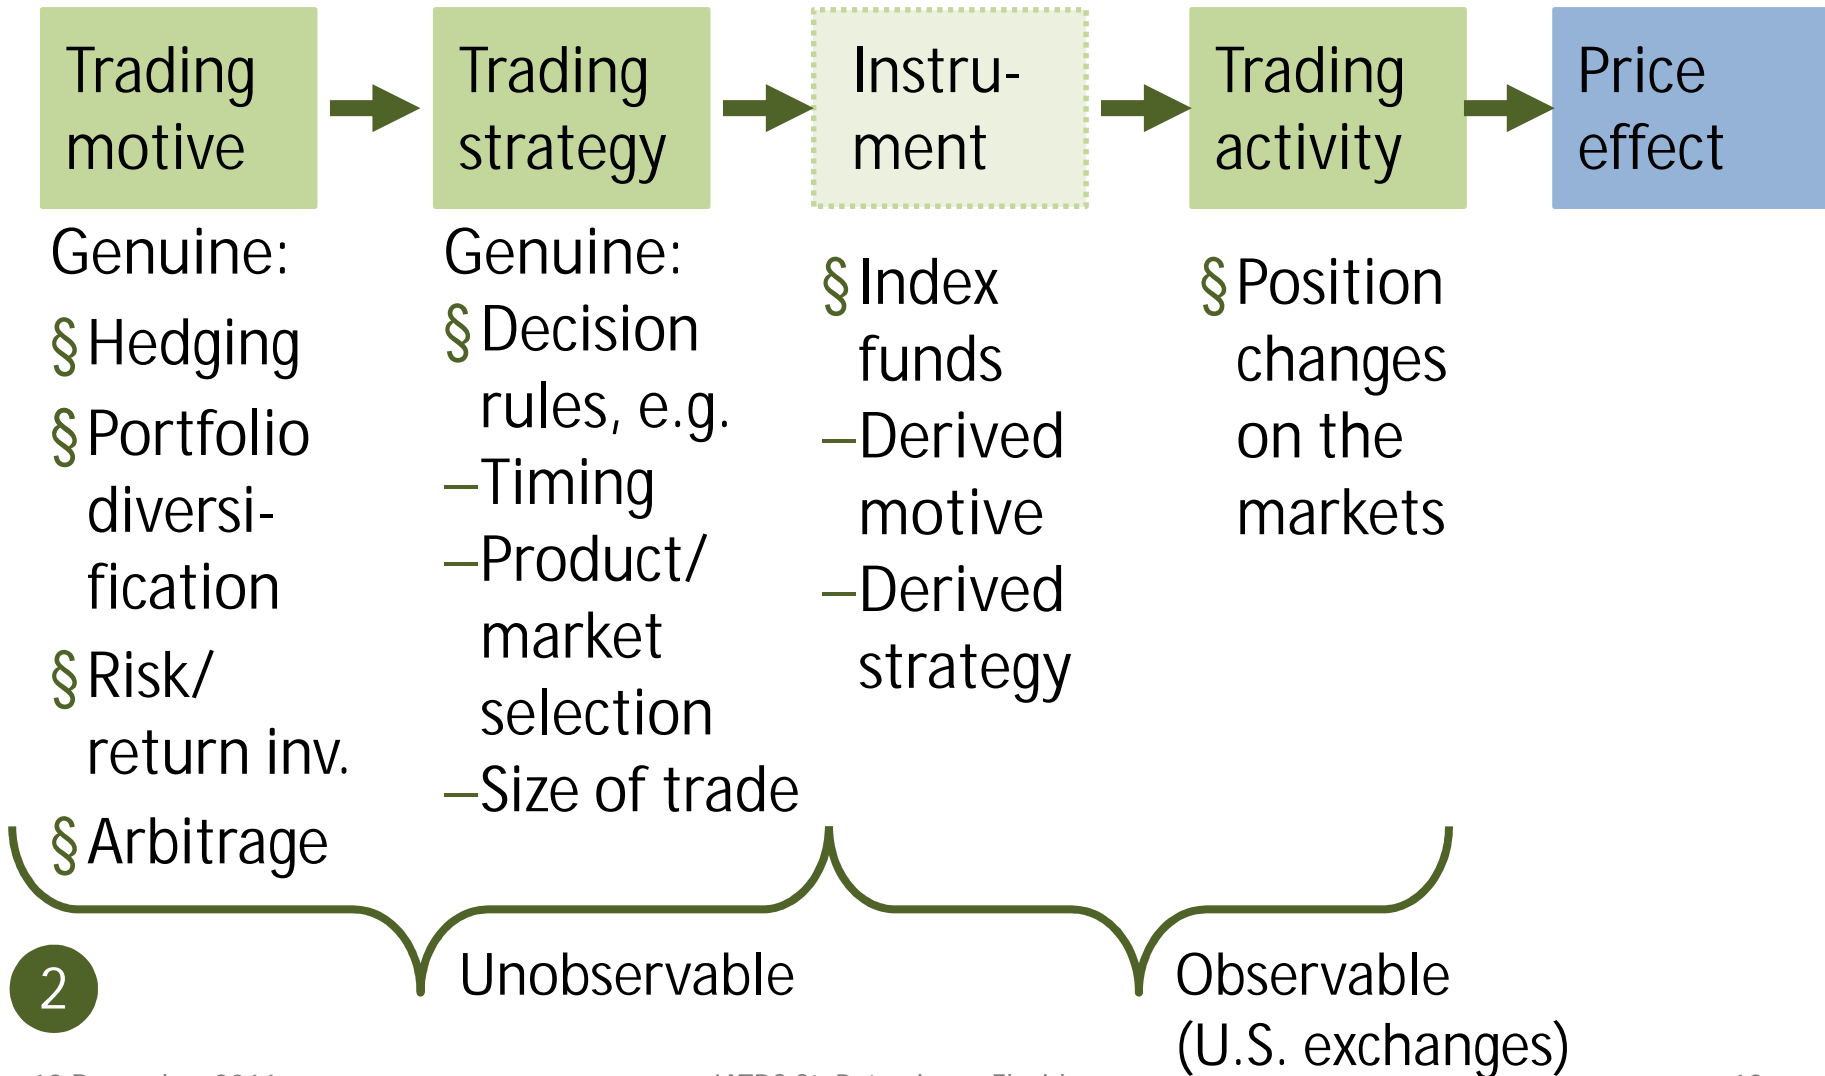 Trading
motive
Trading
strategy
Instru-
ment
Trading
activity
Price
effect
Genuine:
§ Hedging
§ Portfolio
diversi-
fication
§ Risk/
return inv.
§ Arbitrage
Genuine:
§ Decision
rules, e.g.
–Timing
–Product/
market
selection
–Size of trade
§ Index
funds
–Derived
motive
–Derived
strategy
§ Position
changes
on the
markets
Unobservable
Observable
(U.S. exchanges)
2